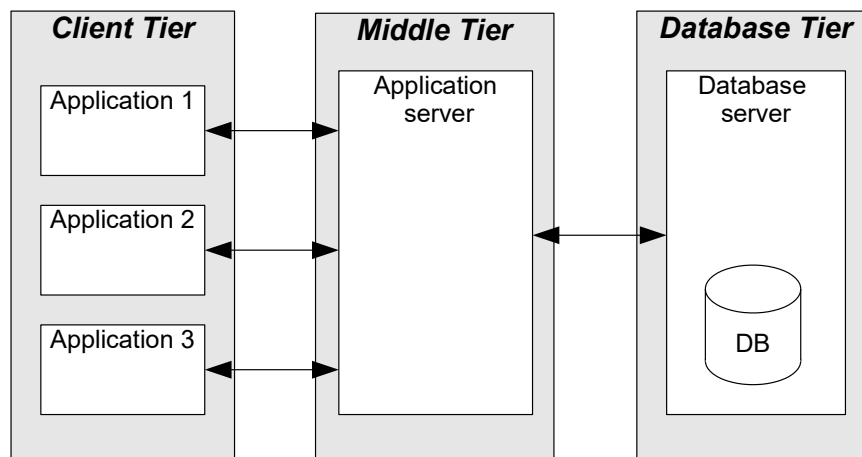 Client Tier
Application 1
Application 2
Application 3
Middle Tier
Application
server
Database Tier
Database
server
DB